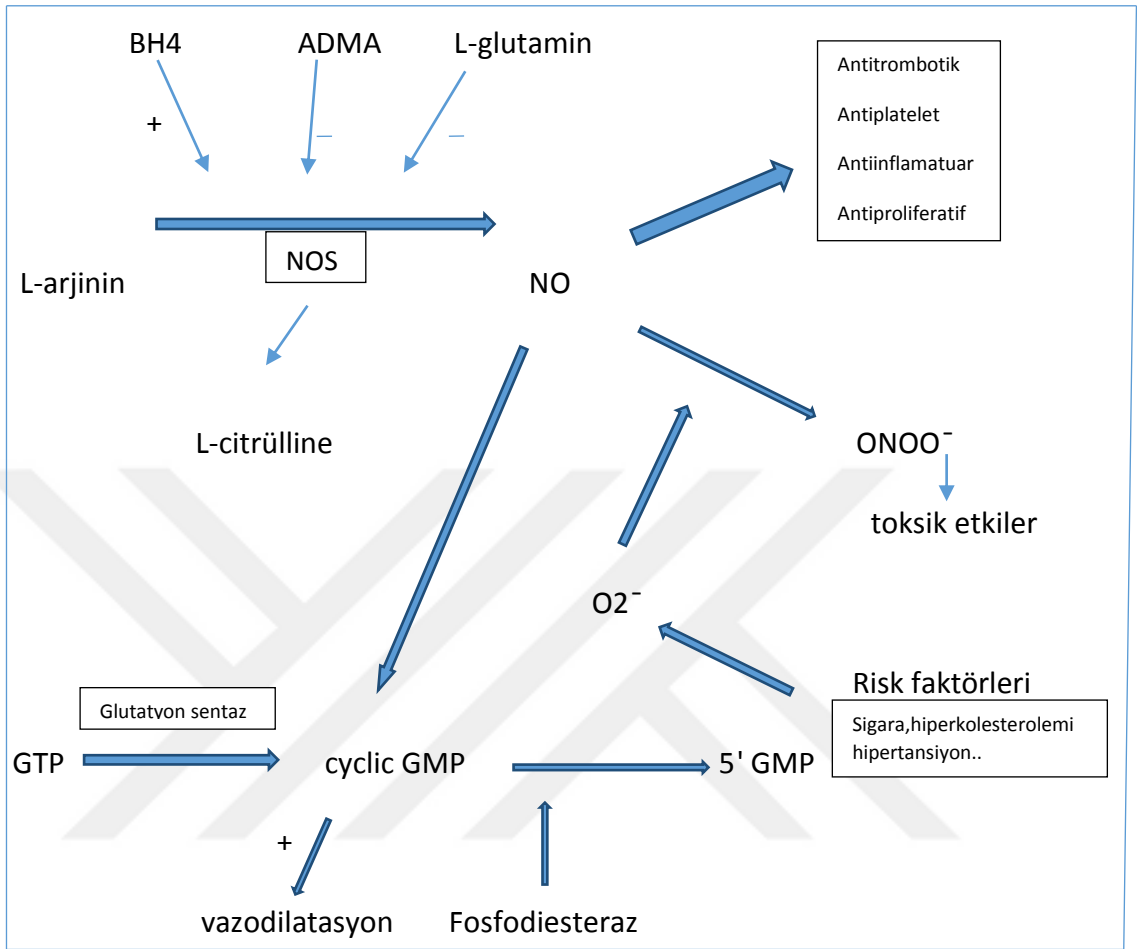 BH4
ADMA
L-glutamin
+
_
_
Antitrombotik
Antiplatelet
Antiinflamatuar
Antiproliferatif
NOS
L-arjinin
NO
L-citrülline
ONOO⁻
toksik etkiler
O2⁻
Risk faktörleri
Sigara,hiperkolesterolemi
hipertansiyon..
Glutatyon sentaz
GTP
cyclic GMP
5' GMP
+
vazodilatasyon
Fosfodiesteraz